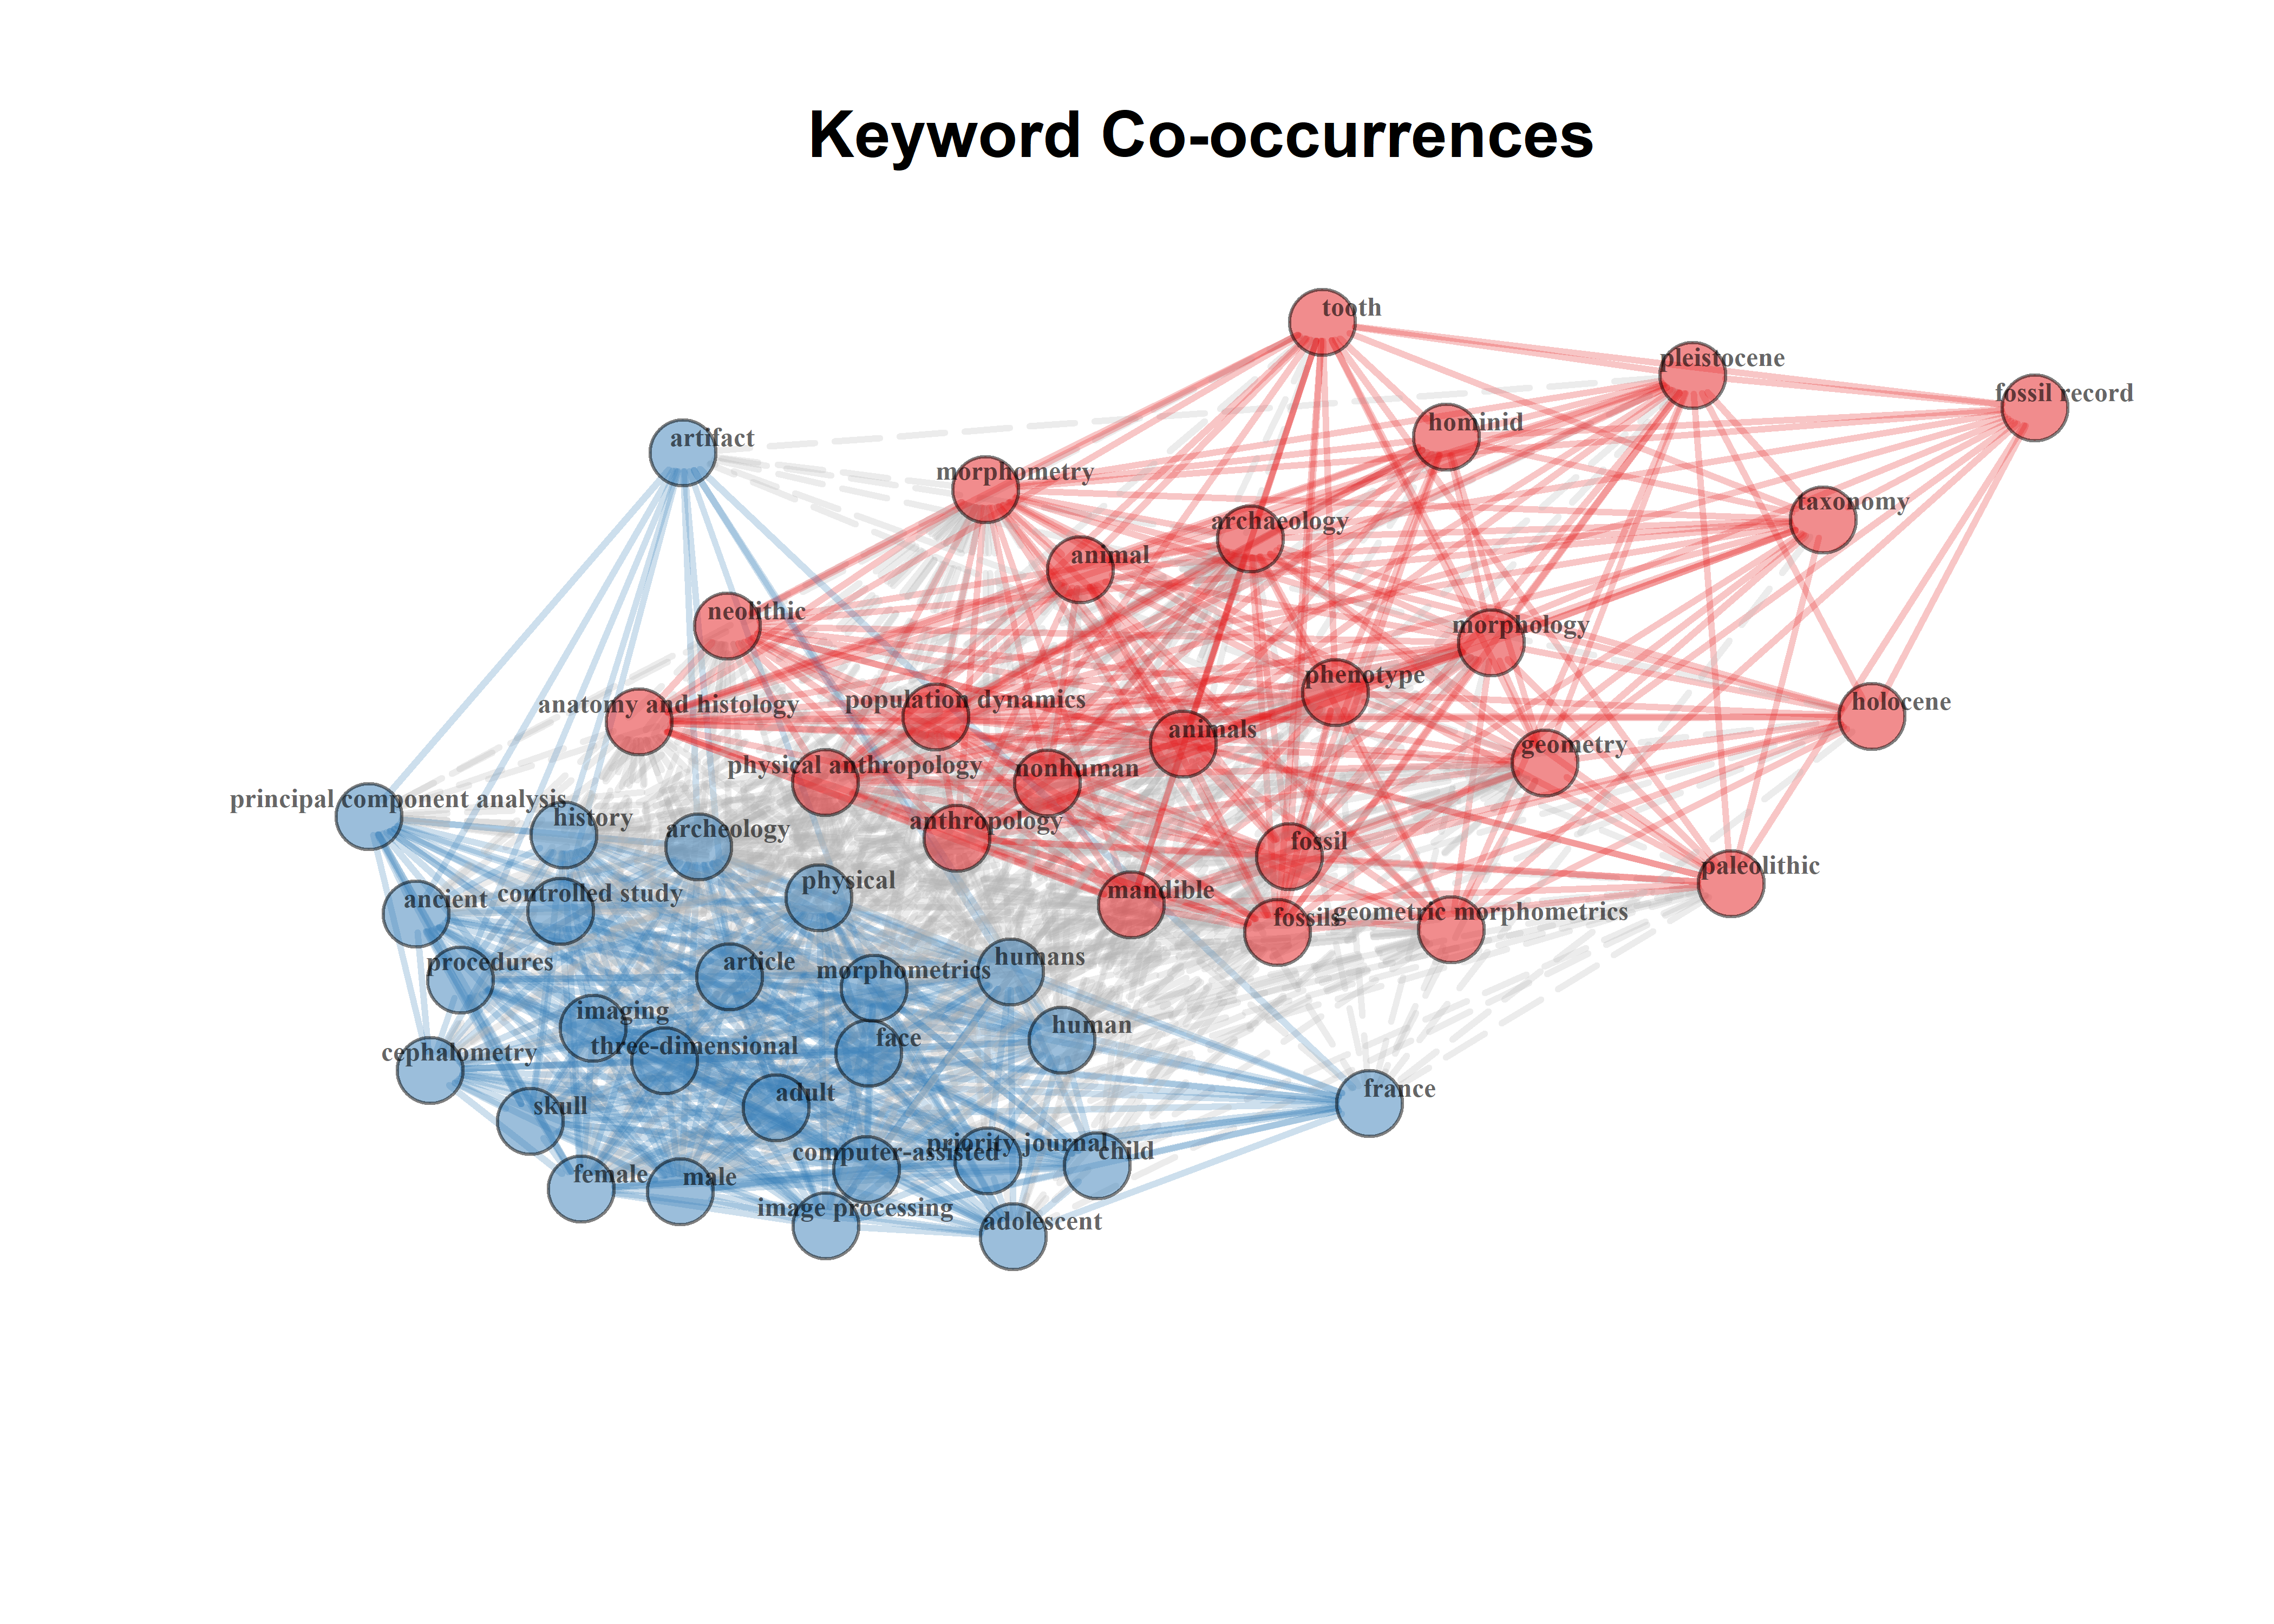 Keyword Co-occurrences
tooth
pleistocene
fossil record
hominid
artifact
morphometry
taxonomy
archaeology
animal
neolithic
morphology
phenotype
population dynamics
anatomy and histology
holocene
animals
geometry
physical anthropology
nonhuman
principal component analysis
history
anthropology
archeology
fossil
paleolithic
physical
mandible
controlled study
ancient
fossils
geometric morphometrics
humans
article
procedures
morphometrics
imaging
human
face
three-dimensional
cephalometry
france
adult
skull
priority journal
child
computer-assisted
female
male
image processing
adolescent